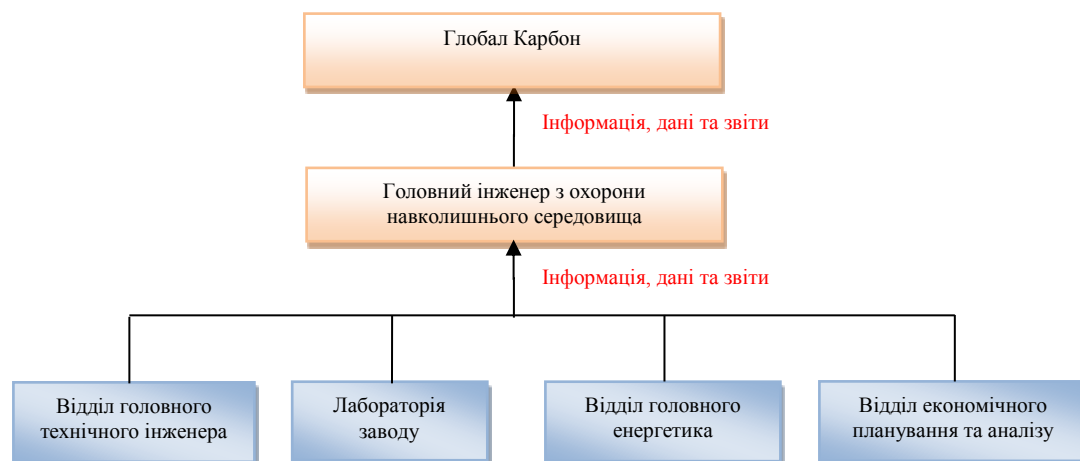 Глобал Карбон
Інформація, дані та звіти
Головний інженер з охорони
навколишнього середовища
Інформація, дані та звіти
Відділ головного
технічного інженера
Лабораторія
заводу
Відділ головного
енергетика
Відділ економічного
планування та аналізу